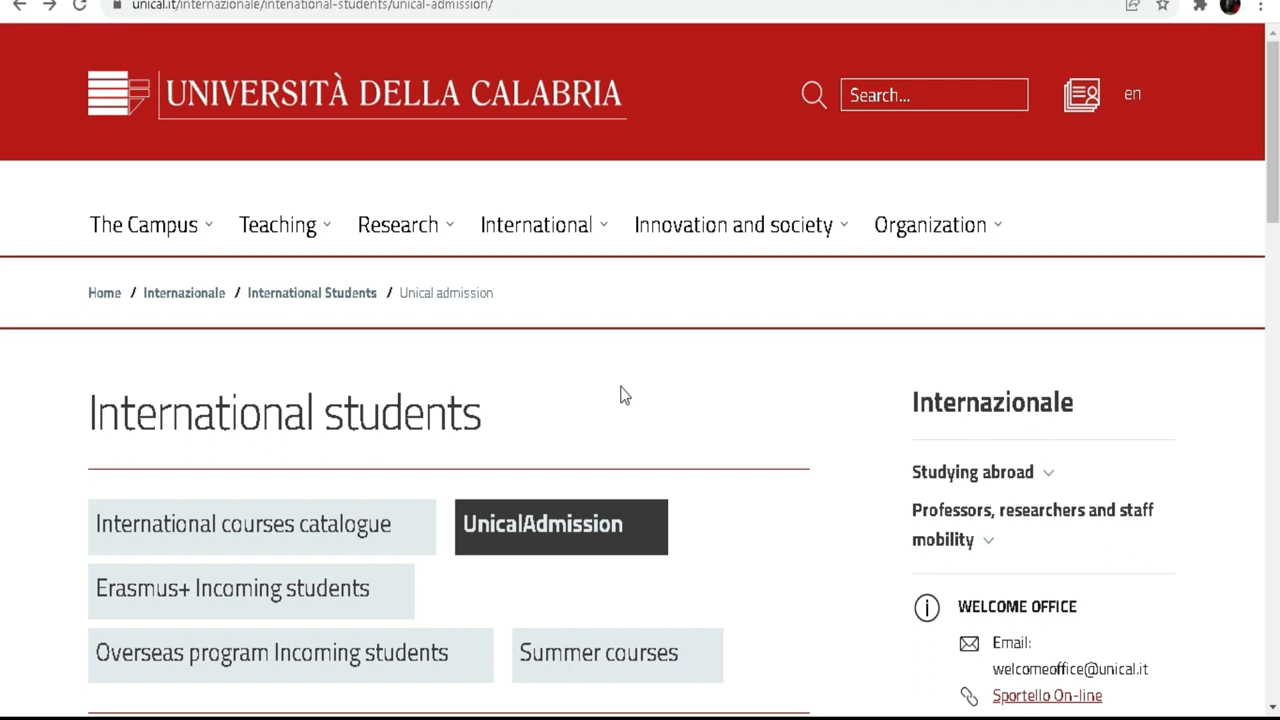 unical.it/internazionale/intenational-students/unical-admission/
UNIVERSITÀ DELLA CALABRIA
Search...
en
The Campus Teaching Research International Innovation and society Organization
Home / Internazionale / International Students / Unical admission
International students
International courses catalogue UnicalAdmission
Erasmus+ Incoming students
Overseas program Incoming students Summer courses
Internazionale
Studying abroad
Professors, researchers and staff
mobility
WELCOME OFFICE
Email:
welcomeoffice@unical.it
Sportello On-line